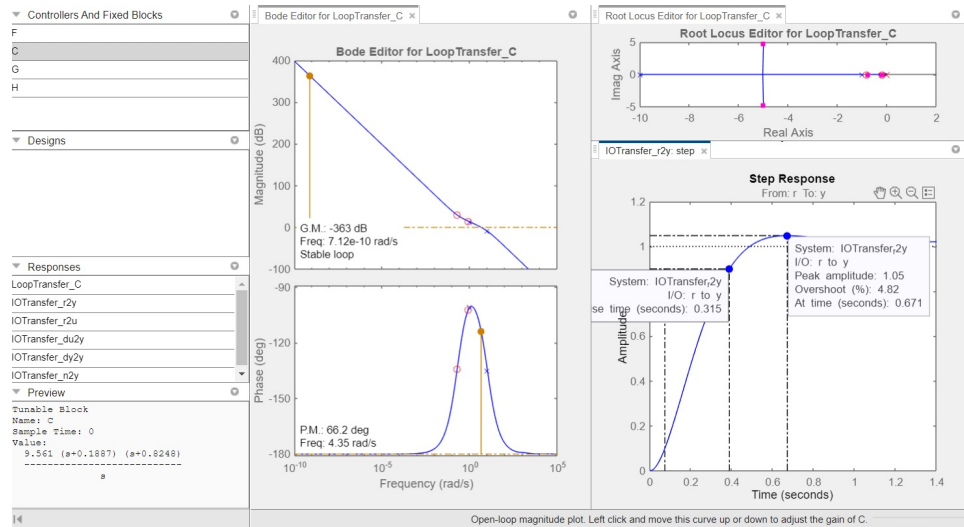 Controllers And Fixed Blocks
F
C
G
H
Designs
Responses
LoopTransfer_C
IOTransfer_r2y
IOTransfer_r2u
IOTransfer_du2y
IOTransfer_dy2y
IOTransfer_n2y
Preview
Tunable Block
Name: C
Sample Time: 0
Value:
9.561 (s+0.1887) (s+0.8248)
----------------------------
s
Bode Editor for LoopTransfer_C ×
Bode Editor for LoopTransfer_C
Magnitude (dB)
400
300
200
100
0
-100
G.M.: -363 dB
Freq: 7.12e-10 rad/s
Stable loop
Phase (deg)
-90
-120
-150
-180
P.M.: 66.2 deg
Freq: 4.35 rad/s
10^-10
10^-5
10^0
10^5
Frequency (rad/s)
Root Locus Editor for LoopTransfer_C ×
Root Locus Editor for LoopTransfer_C
Imag Axis
5
0
-5
-10
-8
-6
-4
-2
0
2
Real Axis
IOTransfer_r2y: step ×
Step Response
From: r To: y
Amplitude
1.2
1
0.8
0.6
0.4
0.2
0
System: IOTransfer_r2y
I/O: r to y
Peak amplitude: 1.05
Overshoot (%): 4.82
At time (seconds): 0.671
System: IOTransfer_r2y
I/O: r to y
se time (seconds): 0.315
0
0.2
0.4
0.6
0.8
1
1.2
1.4
Time (seconds)
Open-loop magnitude plot. Left click and move this curve up or down to adjust the gain of C.